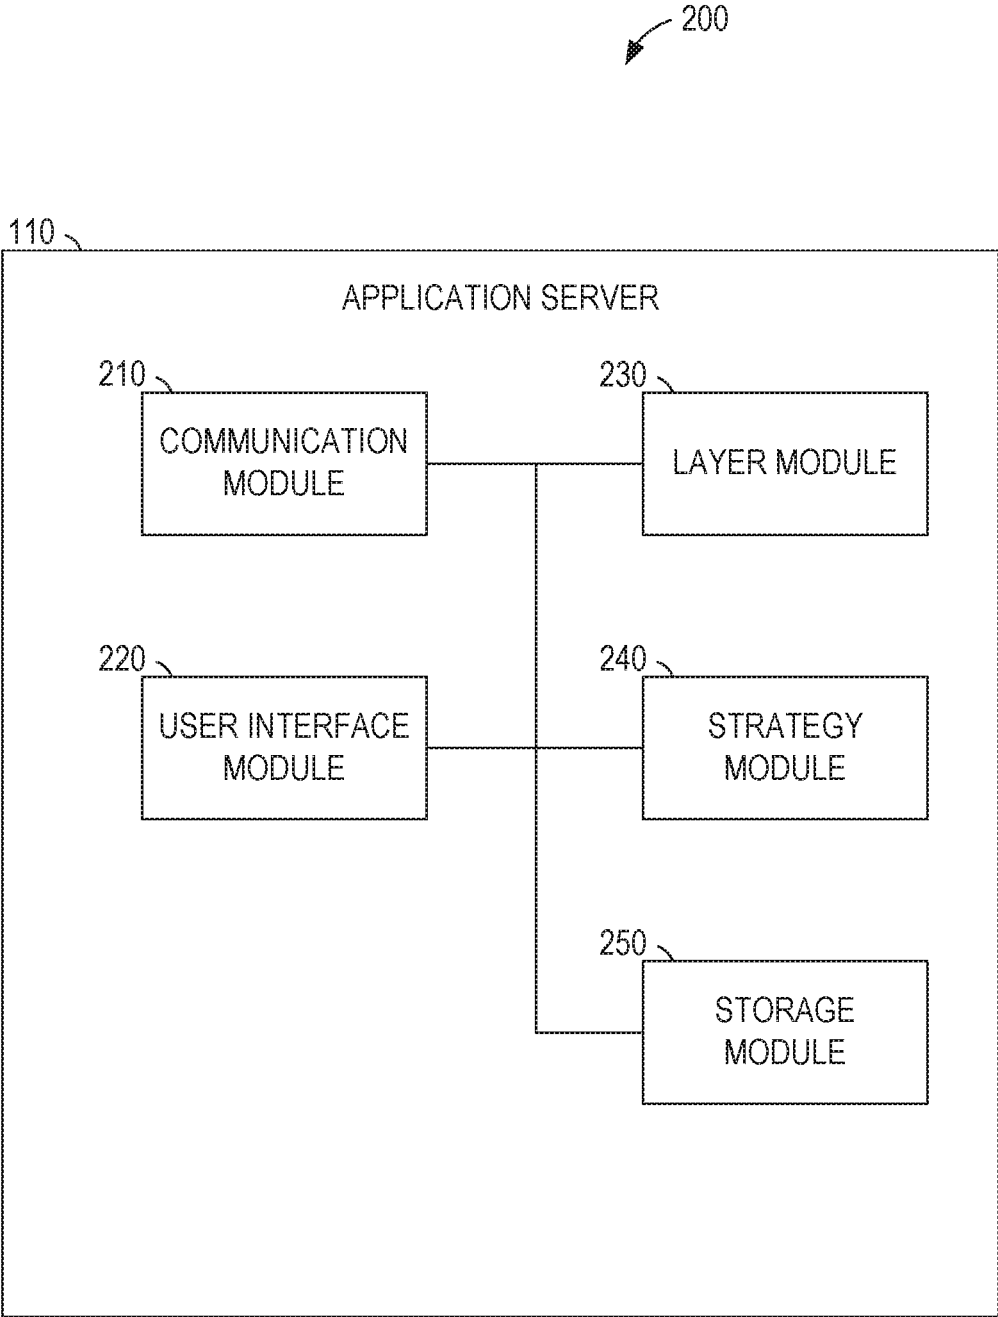 200
110
APPLICATION SERVER
210
COMMUNICATION
MODULE
230
LAYER MODULE
220
USER INTERFACE
MODULE
240
STRATEGY
MODULE
250
STORAGE
MODULE